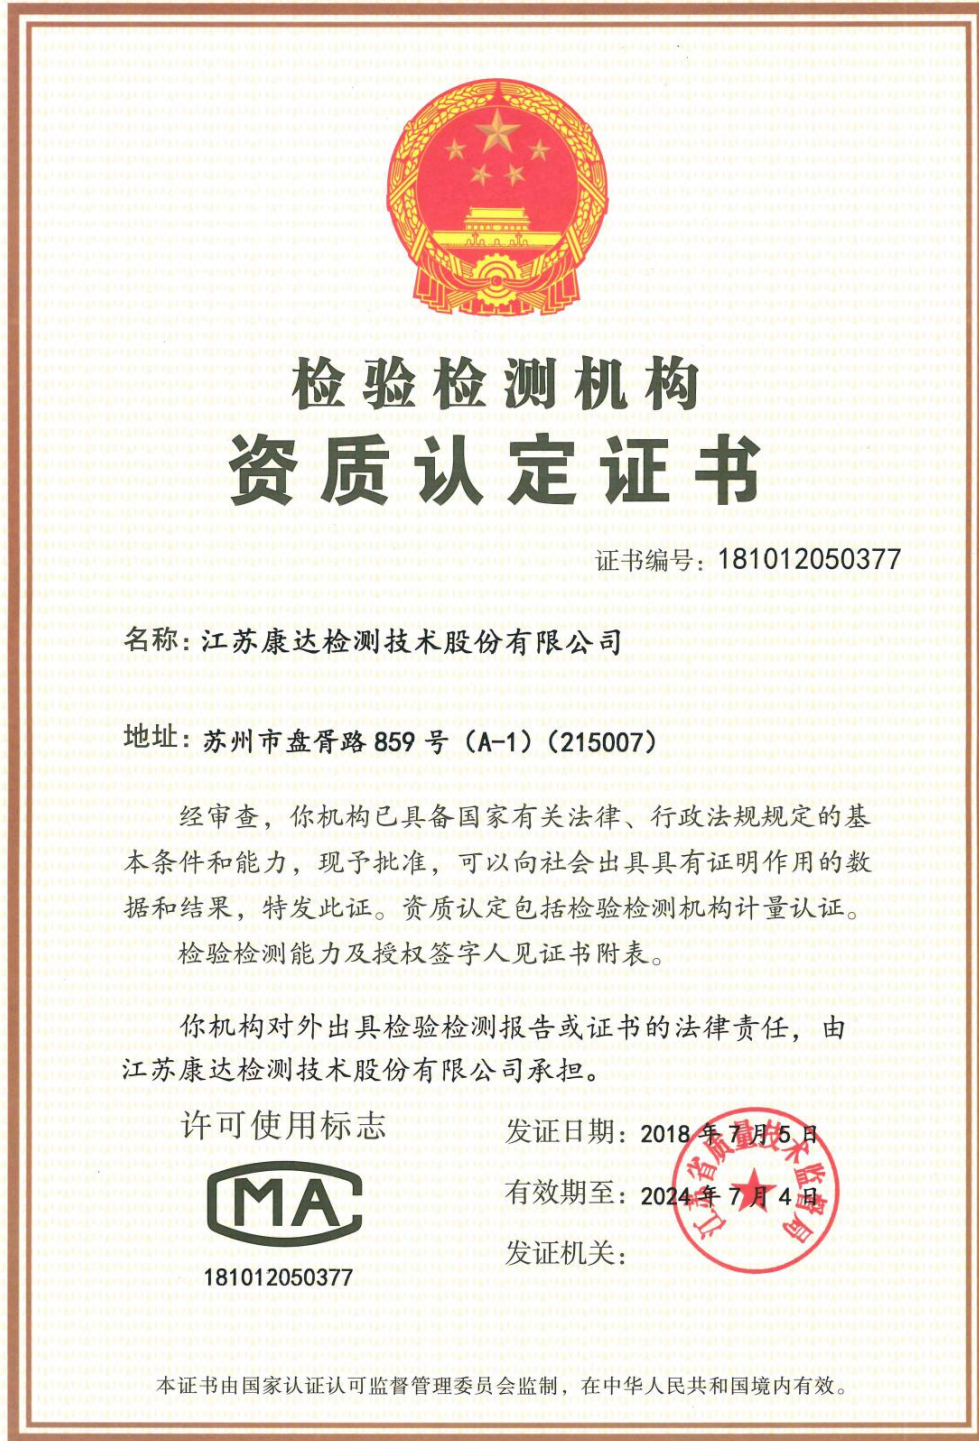 检验检测机构
资质认定证书
证书编号：181012050377
名称：江苏康达检测技术股份有限公司
地址：苏州市盘胥路859号（A-1）（215007）
经审查，你机构已具备国家有关法律、行政法规规定的基
本条件和能力，现予批准，可以向社会出具具有证明作用的数
据和结果，特发此证。资质认定包括检验检测机构计量认证。
检验检测能力及授权签字人见证书附表。
你机构对外出具检验检测报告或证书的法律责任，由
江苏康达检测技术股份有限公司承担。
许可使用标志
MA
181012050377
发证日期：2018年7月5日
有效期至：2024年7月4日
发证机关：
江苏省质量技术监督局
本证书由国家认证认可监督管理委员会监制，在中华人民共和国境内有效。